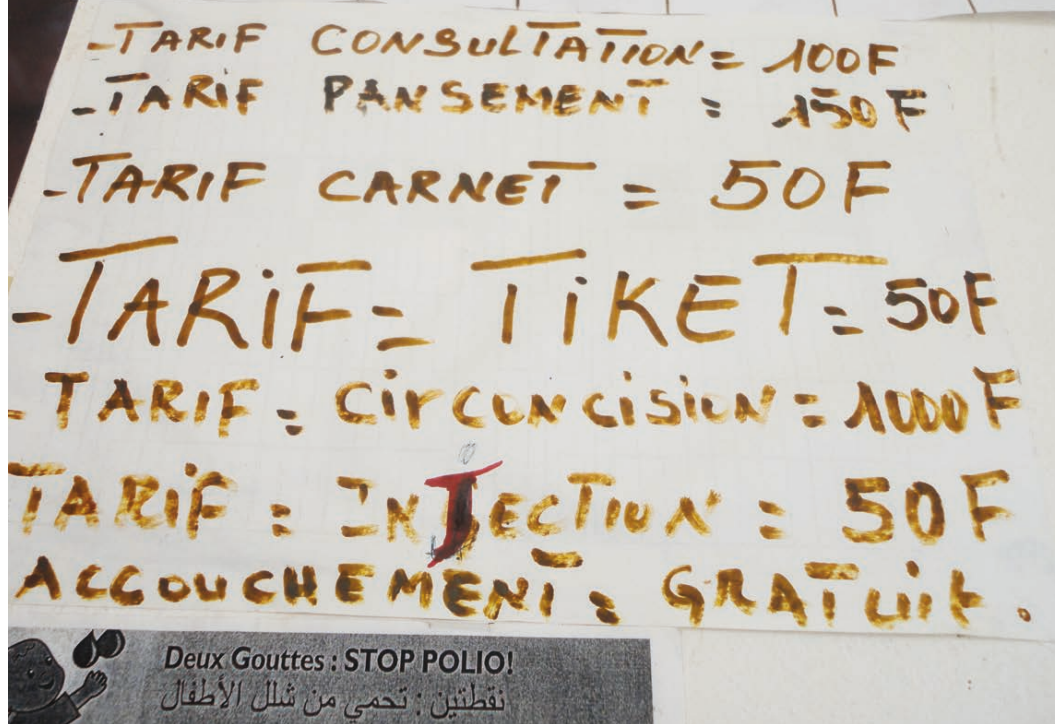 -TARIF CONSULTATION = 100F
-TARIF PANSEMENT : 150F
-TARIF CARNET = 50F
-TARIF= TIKET = 50F
-TARIF = CIRCONCISION = 1000F
TARIF = INJECTION = 50F
ACCOUCHEMENT = GRATUIT.
Deux Gouttes : STOP POLIO!
نقطتين : تحمي من شلل الأطفال